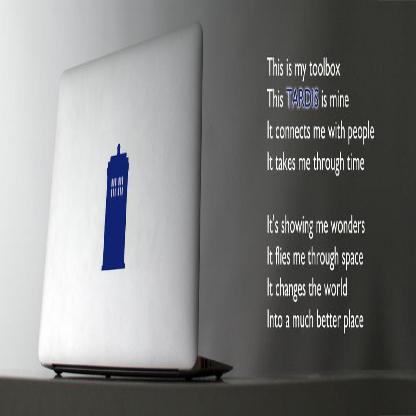 This is my toolbox
This TARDIS is mine
It connects me with people
It takes me through time
It's showing me wonders
It flies me through space
It changes the world
Into a much better place